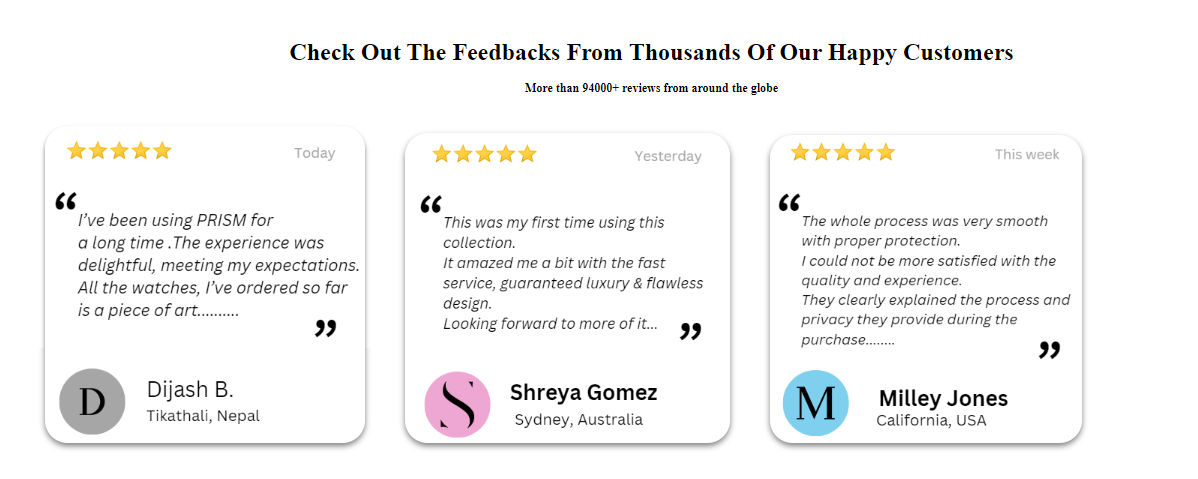 Check Out The Feedbacks From Thousands Of Our Happy Customers
More than 94000+ reviews from around the globe
Today
“
I’ve been using PRISM for
a long time .The experience was
delightful, meeting my expectations.
All the watches, I’ve ordered so far
is a piece of art..........
”
D
Dijash B.
Tikathali, Nepal
Yesterday
“
This was my first time using this
collection.
It amazed me a bit with the fast
service, guaranteed luxury & flawless
design.
Looking forward to more of it...
”
S
Shreya Gomez
Sydney, Australia
This week
“
The whole process was very smooth
with proper protection.
I could not be more satisfied with the
quality and experience.
They clearly explained the process and
privacy they provide during the
purchase........
”
M
Milley Jones
California, USA